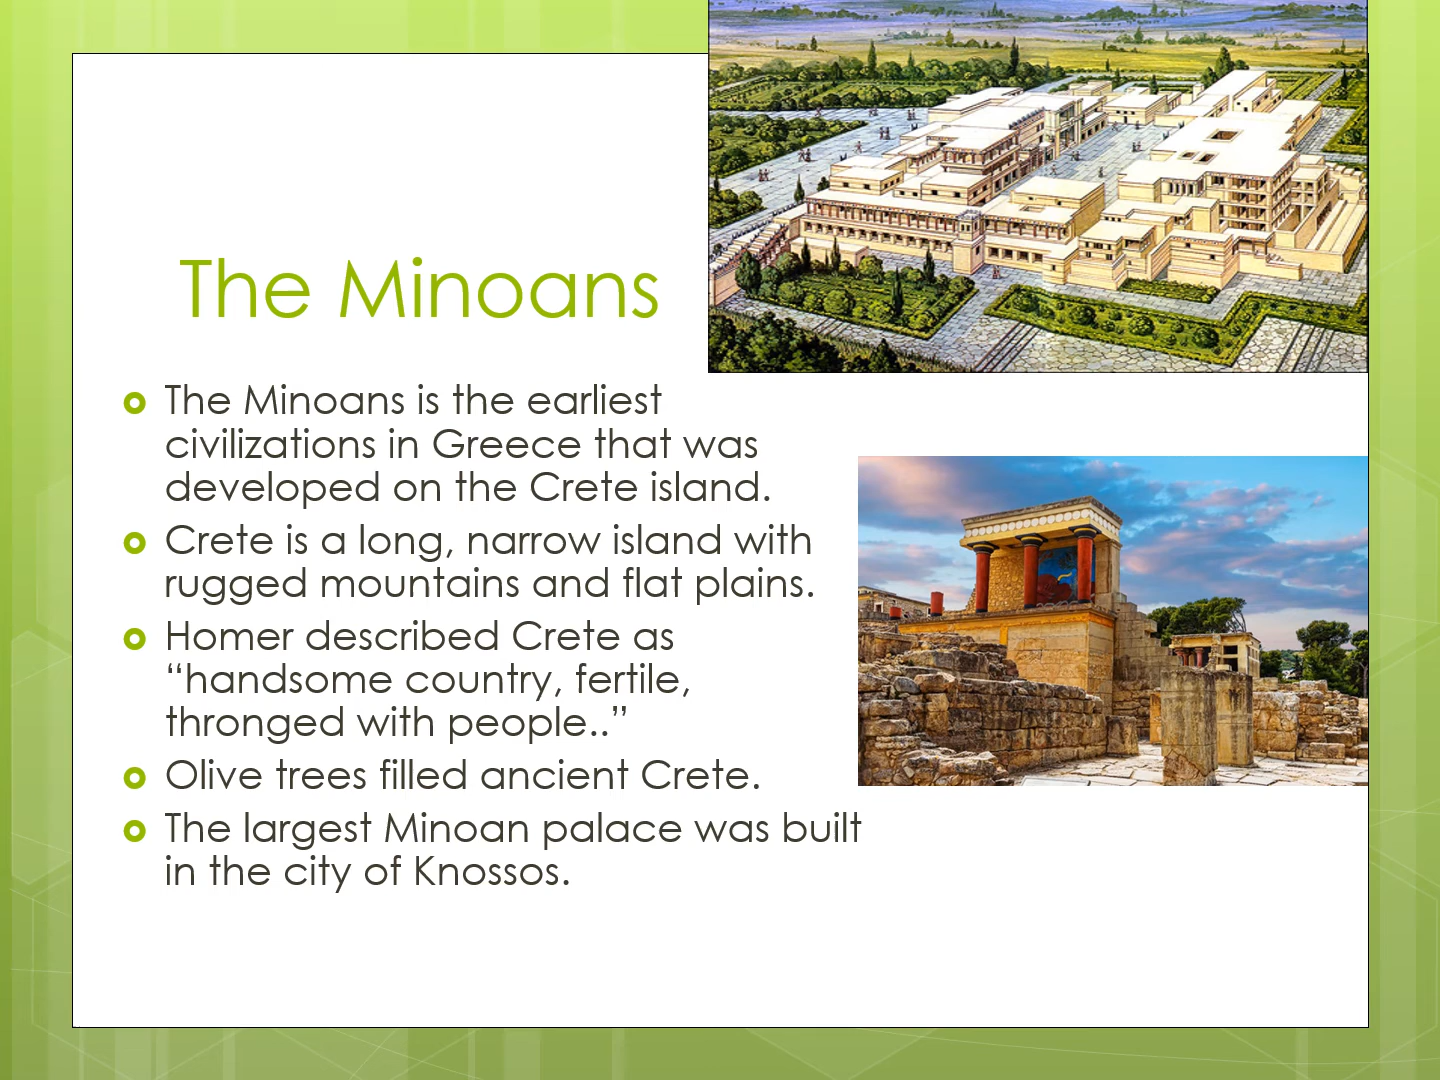 The Minoans
The Minoans is the earliest
civilizations in Greece that was
developed on the Crete island.
Crete is a long, narrow island with
rugged mountains and flat plains.
Homer described Crete as
“handsome country, fertile,
thronged with people..”
Olive trees filled ancient Crete.
The largest Minoan palace was built
in the city of Knossos.